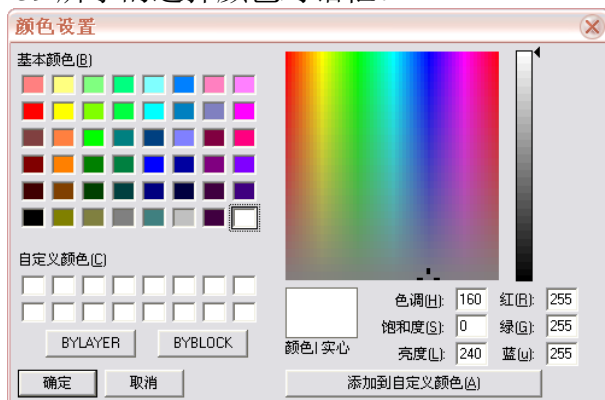 颜色设置
基本颜色(B)
自定义颜色(C)
BYLAYER BYBLOCK
确定 取消
颜色|实心
色调(H): 160 红(R): 255
饱和度(S): 0 绿(G): 255
亮度(L): 240 蓝(u): 255
添加到自定义颜色(A)